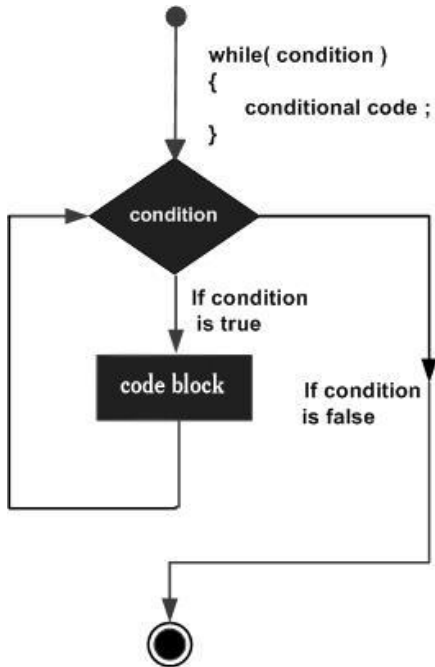 while( condition )
{
conditional code ;
}
condition
If condition
is true
code block
If condition
is false